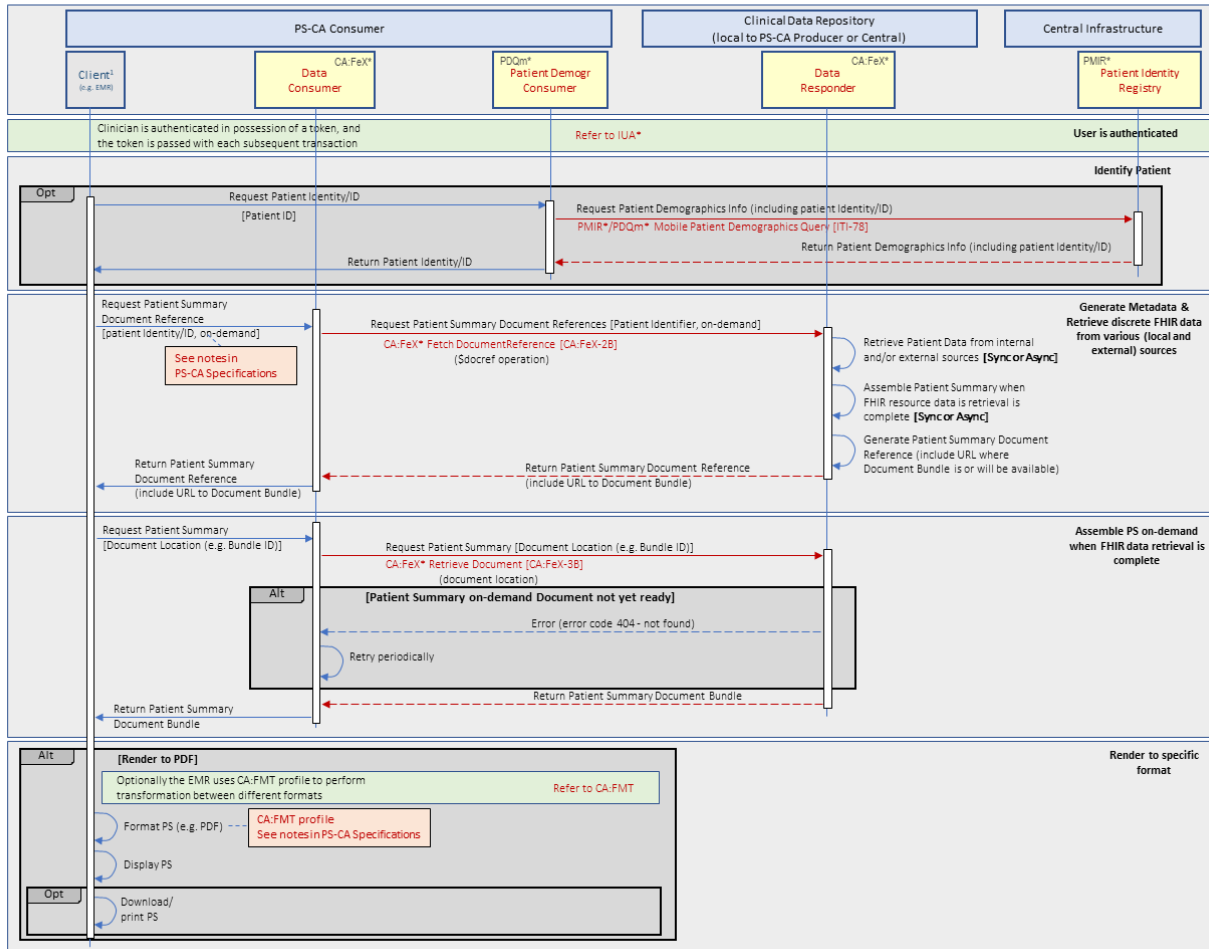 PS-CA Consumer
Clinical Data Repository
(local to PS-CA Producer or Central)
Central Infrastructure
Client1
(e.g. EMR)
CA:FeX*
Data
Consumer
PDQm*
Patient Demogr
Consumer
CA:FeX*
Data
Responder
PMIR*
Patient Identity
Registry
Clinician is authenticated in possession of a token, and
the token is passed with each subsequent transaction
Refer to IUA*
User is authenticated
Identify Patient
Opt
Request Patient Identity/ID
[Patient ID]
Request Patient Demographics Info (including patient Identity/ID)
PMIR*/PDQm* Mobile Patient Demographics Query [ITI-78]
Return Patient Demographics Info (including patient Identity/ID)
Return Patient Identity/ID
Request Patient Summary
Document Reference
[patient Identity/ID, on-demand]
See notes in
PS-CA Specifications
Request Patient Summary Document References [Patient Identifier, on-demand]
CA:FeX* Fetch DocumentReference [CA:FeX-2B]
($docref operation)
Generate Metadata &
Retrieve discrete FHIR data
from various (local and
external) sources
Retrieve Patient Data from internal
and/or external sources [Sync or Async]
Assemble Patient Summary when
FHIR resource data is retrieval is
complete [Sync or Async]
Generate Patient Summary Document
Reference (include URL where
Document Bundle is or will be available)
Return Patient Summary Document Reference
(include URL to Document Bundle)
Return Patient Summary
Document Reference
(include URL to Document Bundle)
Request Patient Summary
[Document Location (e.g. Bundle ID)]
Request Patient Summary [Document Location (e.g. Bundle ID)]
CA:FeX* Retrieve Document [CA:FeX-3B]
(document location)
Assemble PS on-demand
when FHIR data retrieval is
complete
Alt
[Patient Summary on-demand Document not yet ready]
Error (error code 404 - not found)
Retry periodically
Return Patient Summary Document Bundle
Return Patient Summary
Document Bundle
Alt
[Render to PDF]
Render to specific
format
Optionally the EMR uses CA:FMT profile to perform
transformation between different formats
Refer to CA:FMT
Format PS (e.g. PDF)
CA:FMT profile
See notes in PS-CA Specifications
Display PS
Opt
Download/
print PS